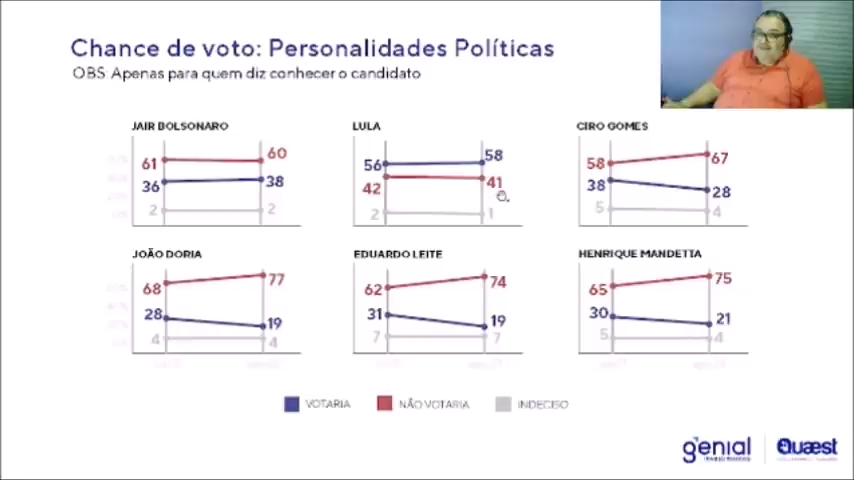 Chance de voto: Personalidades Políticas
OBS: Apenas para quem diz conhecer o candidato
JAIR BOLSONARO
61 60
36 38
2 2
LULA
56 58
42 41
2 1
CIRO GOMES
58 67
38 28
5 4
JOÃO DORIA
68 77
28 19
4 4
EDUARDO LEITE
62 74
31 19
7 7
HENRIQUE MANDETTA
65 75
30 21
5 4
VOTARIA NÃO VOTARIA INDECISO
genial
Quæst